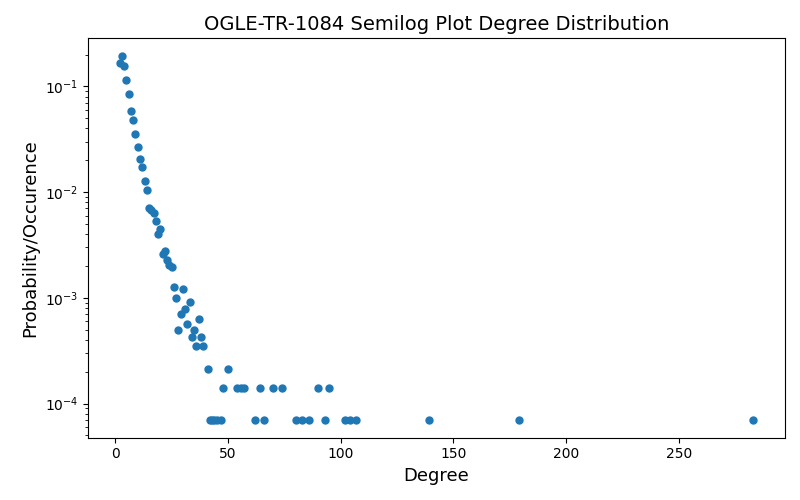 OGLE-TR-1084 Semilog Plot Degree Distribution
Probability/Occurence
10⁻¹
10⁻²
10⁻³
10⁻⁴
0 50 100 150 200 250
Degree